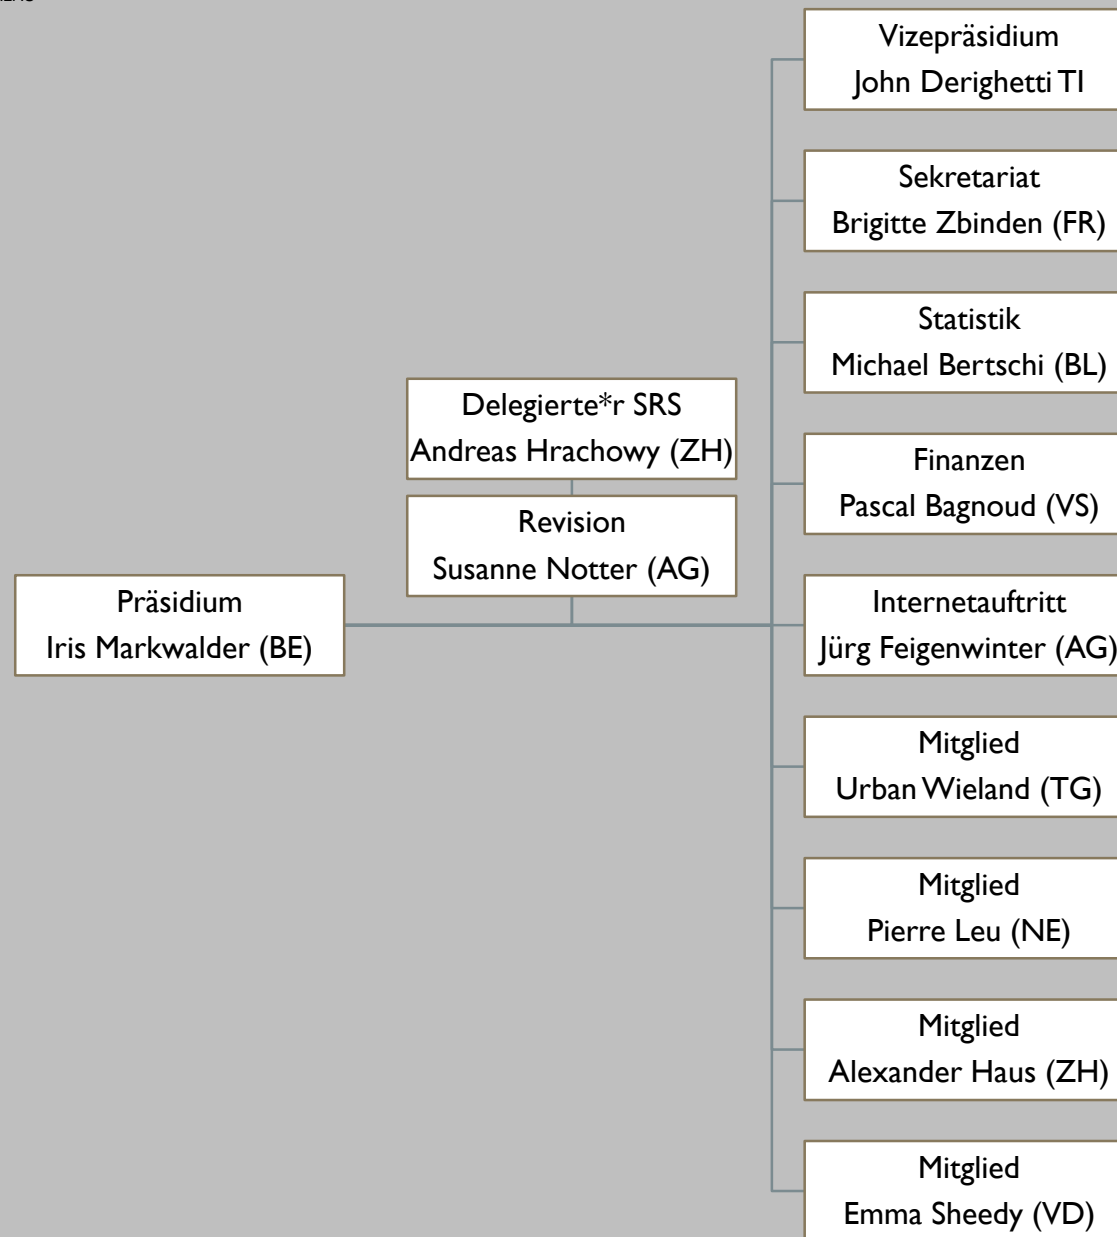 Präsidium
Iris Markwalder (BE)
Delegierte*r SRS
Andreas Hrachowy (ZH)
Revision
Susanne Notter (AG)
Vizepräsidium
John Derighetti TI
Sekretariat
Brigitte Zbinden (FR)
Statistik
Michael Bertschi (BL)
Finanzen
Pascal Bagnoud (VS)
Internetauftritt
Jürg Feigenwinter (AG)
Mitglied
Urban Wieland (TG)
Mitglied
Pierre Leu (NE)
Mitglied
Alexander Haus (ZH)
Mitglied
Emma Sheedy (VD)